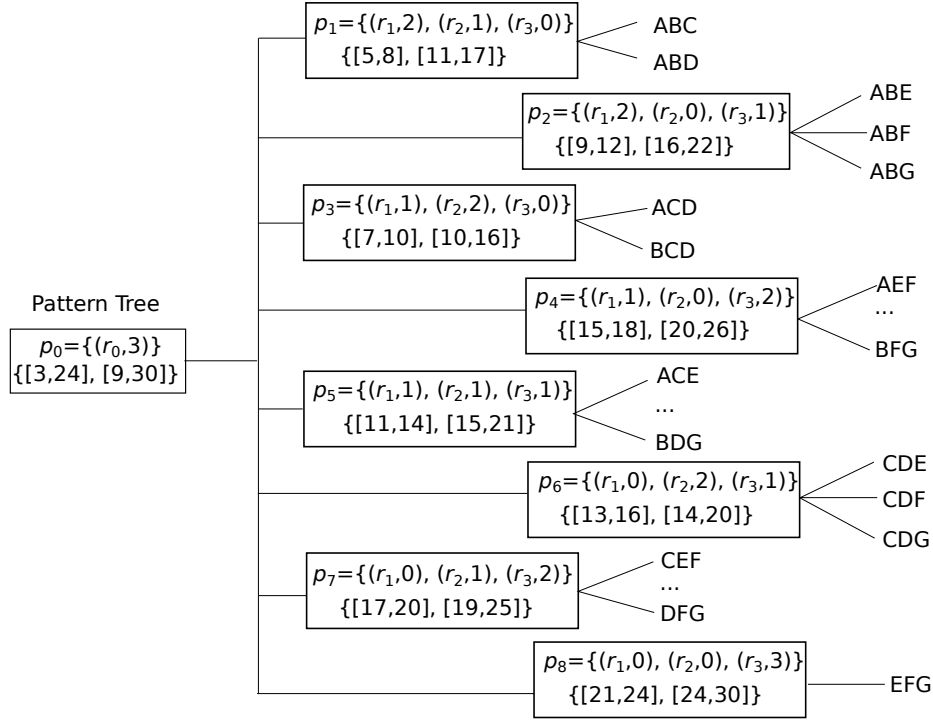 p₁={(r₁,2), (r₂,1), (r₃,0)}
{[5,8], [11,17]}
ABC
ABD
p₂={(r₁,2), (r₂,0), (r₃,1)}
{[9,12], [16,22]}
ABE
ABF
ABG
p₃={(r₁,1), (r₂,2), (r₃,0)}
{[7,10], [10,16]}
ACD
BCD
p₄={(r₁,1), (r₂,0), (r₃,2)}
{[15,18], [20,26]}
AEF
...
BFG
Pattern Tree
p₀={(r₀,3)}
{[3,24], [9,30]}
p₅={(r₁,1), (r₂,1), (r₃,1)}
{[11,14], [15,21]}
ACE
...
BDG
p₆={(r₁,0), (r₂,2), (r₃,1)}
{[13,16], [14,20]}
CDE
CDF
CDG
p₇={(r₁,0), (r₂,1), (r₃,2)}
{[17,20], [19,25]}
CEF
...
DFG
p₈={(r₁,0), (r₂,0), (r₃,3)}
{[21,24], [24,30]}
EFG